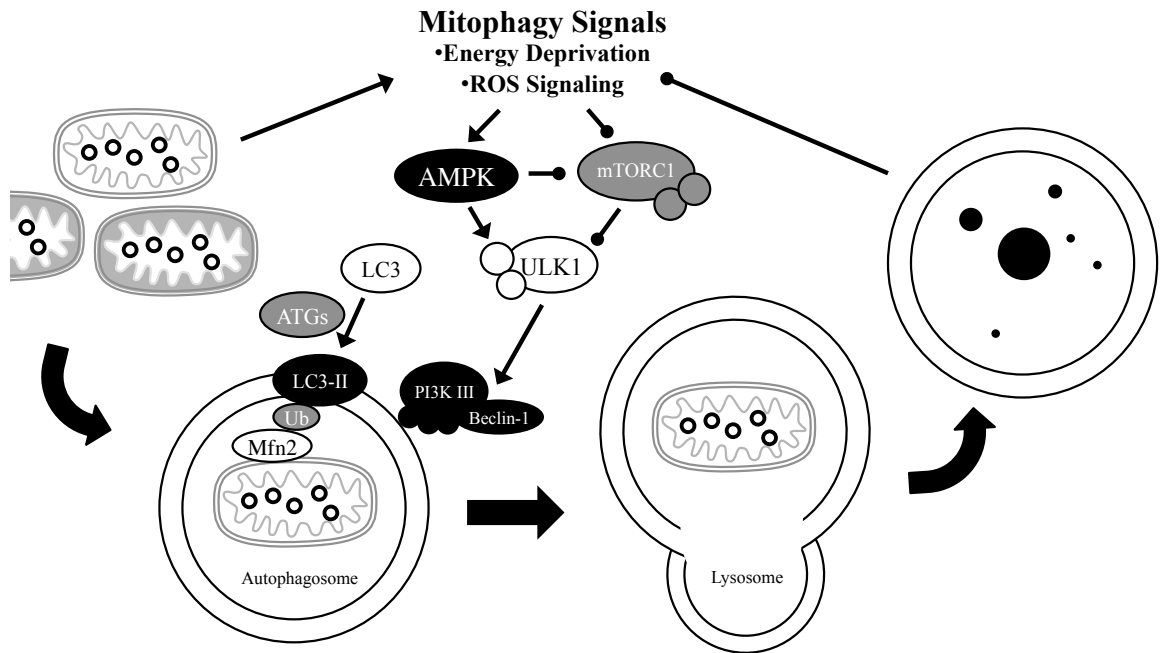 Mitophagy Signals
•Energy Deprivation
•ROS Signaling
AMPK
mTORC1
ULK1
LC3
ATGs
LC3-II
Ub
Mfn2
PI3K III
Beclin-1
Autophagosome
Lysosome